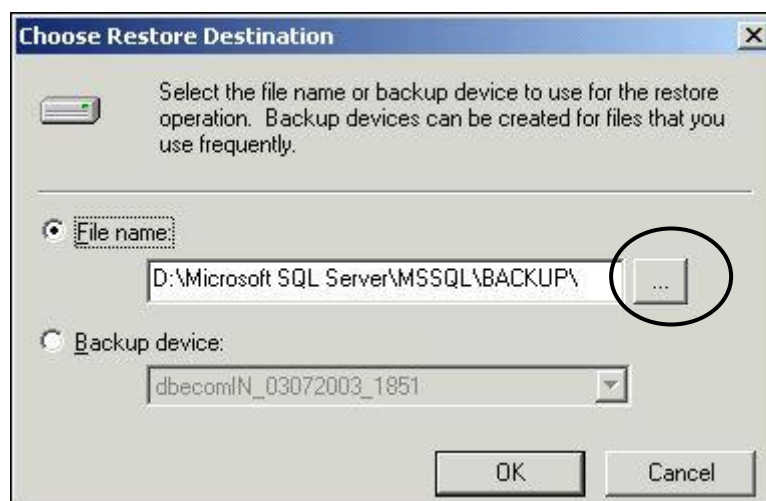 Choose Restore Destination
Select the file name or backup device to use for the restore
operation. Backup devices can be created for files that you
use frequently.
File name:
D:\Microsoft SQL Server\MSSQL\BACKUP\
...
Backup device:
dbecomIN_03072003_1851
OK
Cancel